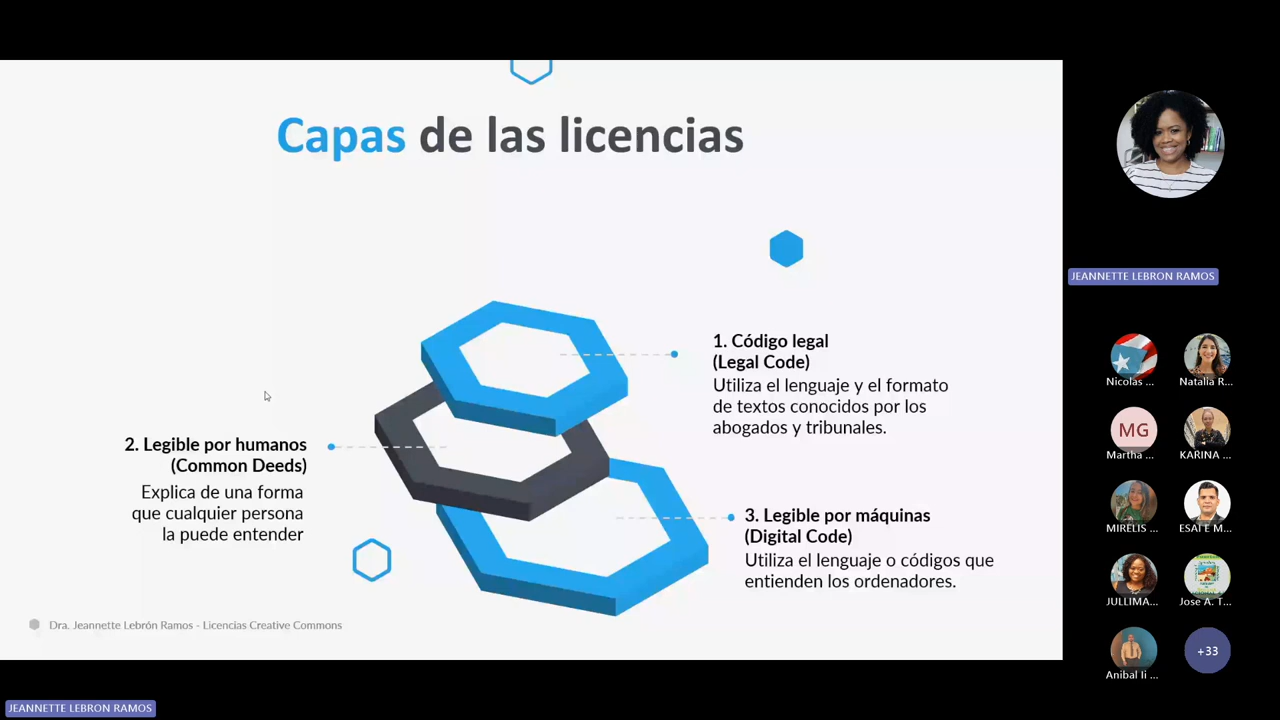 Capas de las licencias
1. Código legal
(Legal Code)
Utiliza el lenguaje y el formato
de textos conocidos por los
abogados y tribunales.
2. Legible por humanos
(Common Deeds)
Explica de una forma
que cualquier persona
la puede entender
3. Legible por máquinas
(Digital Code)
Utiliza el lenguaje o códigos que
entienden los ordenadores.
Dra. Jeannette Lebrón Ramos - Licencias Creative Commons
JEANNETTE LEBRON RAMOS
JEANNETTE LEBRON RAMOS
Nicolas ...
Natalia R...
MG
Martha ...
KARINA ...
MIRELIS ...
ESAÍ E M...
JULLIMA...
Jose A. T...
Anibal Ii ...
+33